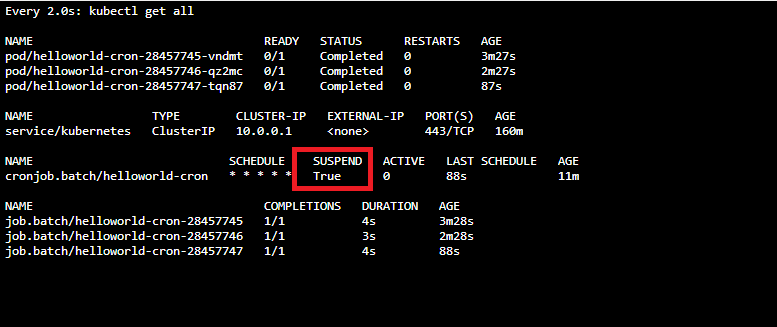 Every 2.0s: kubectl get all
NAME READY STATUS RESTARTS AGE
pod/helloworld-cron-28457745-vndmt 0/1 Completed 0 3m27s
pod/helloworld-cron-28457746-qz2mc 0/1 Completed 0 2m27s
pod/helloworld-cron-28457747-tqn87 0/1 Completed 0 87s
NAME TYPE CLUSTER-IP EXTERNAL-IP PORT(S) AGE
service/kubernetes ClusterIP 10.0.0.1 <none> 443/TCP 160m
NAME SCHEDULE SUSPEND ACTIVE LAST SCHEDULE AGE
cronjob.batch/helloworld-cron * * * * * True 0 88s 11m
NAME COMPLETIONS DURATION AGE
job.batch/helloworld-cron-28457745 1/1 4s 3m28s
job.batch/helloworld-cron-28457746 1/1 3s 2m28s
job.batch/helloworld-cron-28457747 1/1 4s 88s